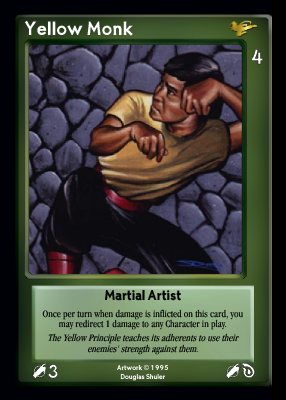 Yellow Monk
4
Martial Artist
Once per turn when damage is inflicted on this card, you
may redirect 1 damage to any Character in play.
The Yellow Principle teaches its adherents to use their
enemies' strength against them.
3
Artwork © 1995
Douglas Shuler